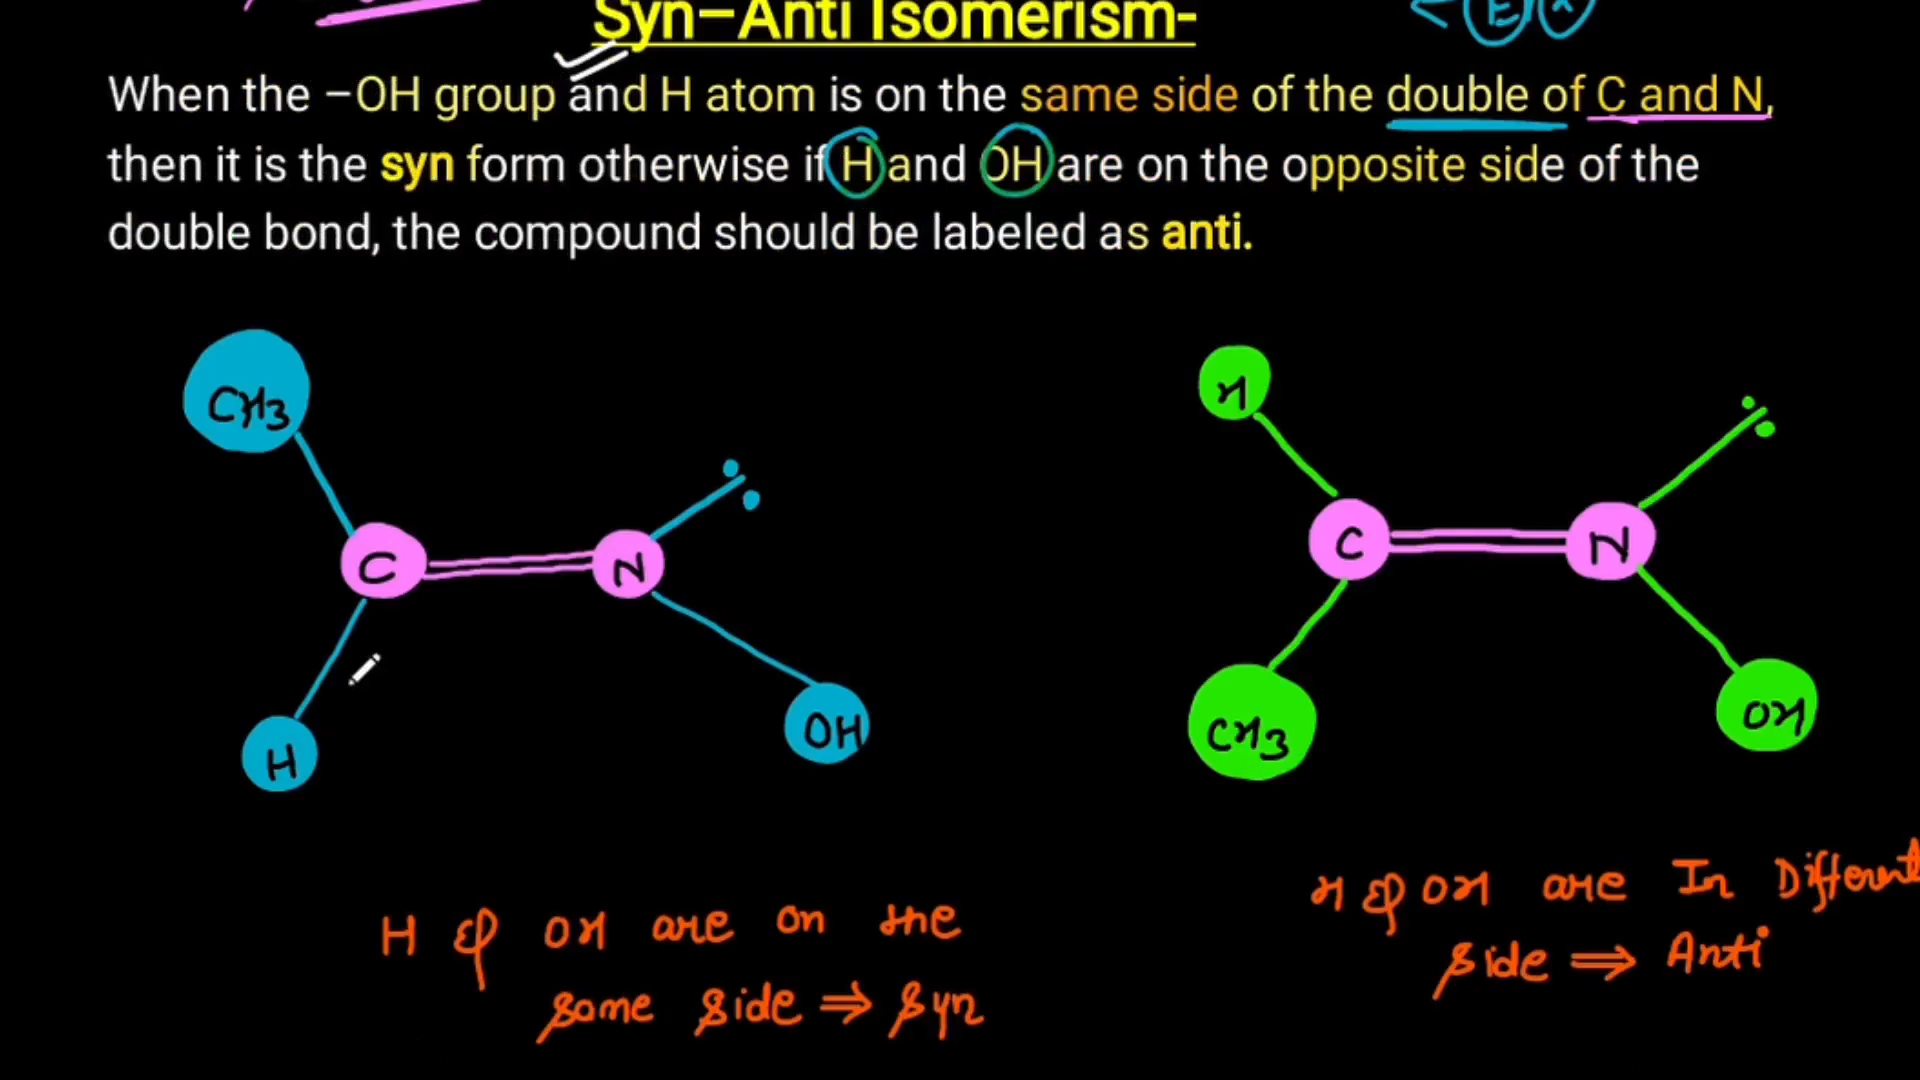 Syn–Anti Isomerism-
E
When the –OH group and H atom is on the same side of the double of C and N,
then it is the syn form otherwise if H and OH are on the opposite side of the
double bond, the compound should be labeled as anti.
CH3
H
C
N
C
N
H
OH
CH3
OH
H & OH are on the
same side ⇒ syn
H & OH are In Different
side ⇒ Anti